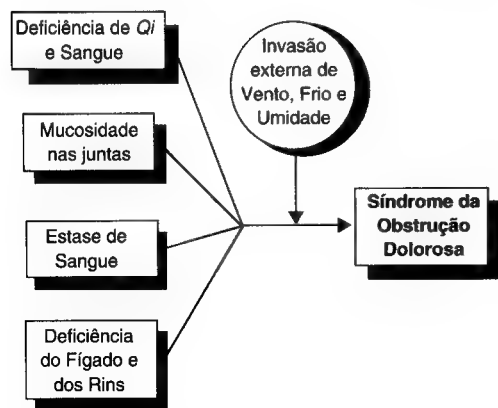 Deficiência de Qi
e Sangue
Invasão
externa de
Vento, Frio e
Umidade
Mucosidade
nas juntas
Síndrome da
Obstrução
Dolorosa
Estase de
Sangue
Deficiência
do Fígado e
dos Rins